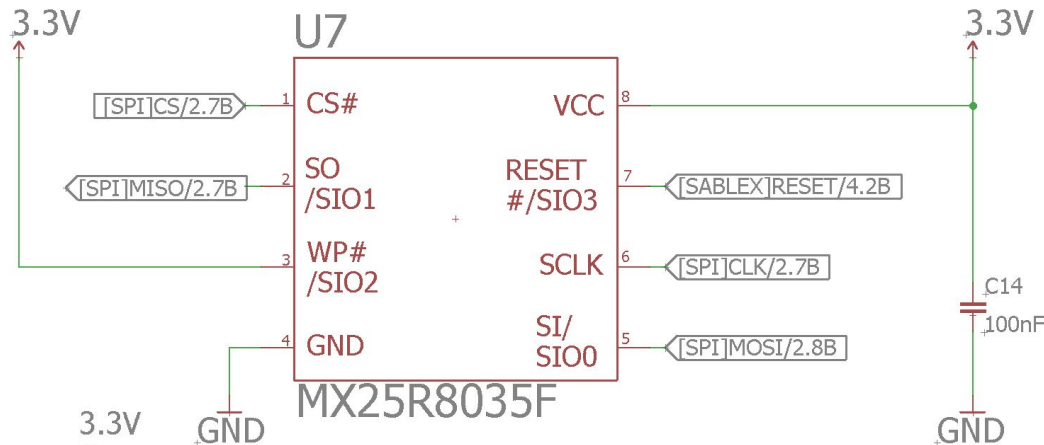 3.3V
U7
3.3V
[SPI]CS/2.7B
1
CS#
VCC
8
[SPI]MISO/2.7B
2
SO
/SIO1
RESET
#/SIO3
7
[SABLEX]RESET/4.2B
3
WP#
/SIO2
SCLK
6
[SPI]CLK/2.7B
4
GND
SI/
SIO0
5
[SPI]MOSI/2.8B
C14
100nF
MX25R8035F
3.3V
GND
GND